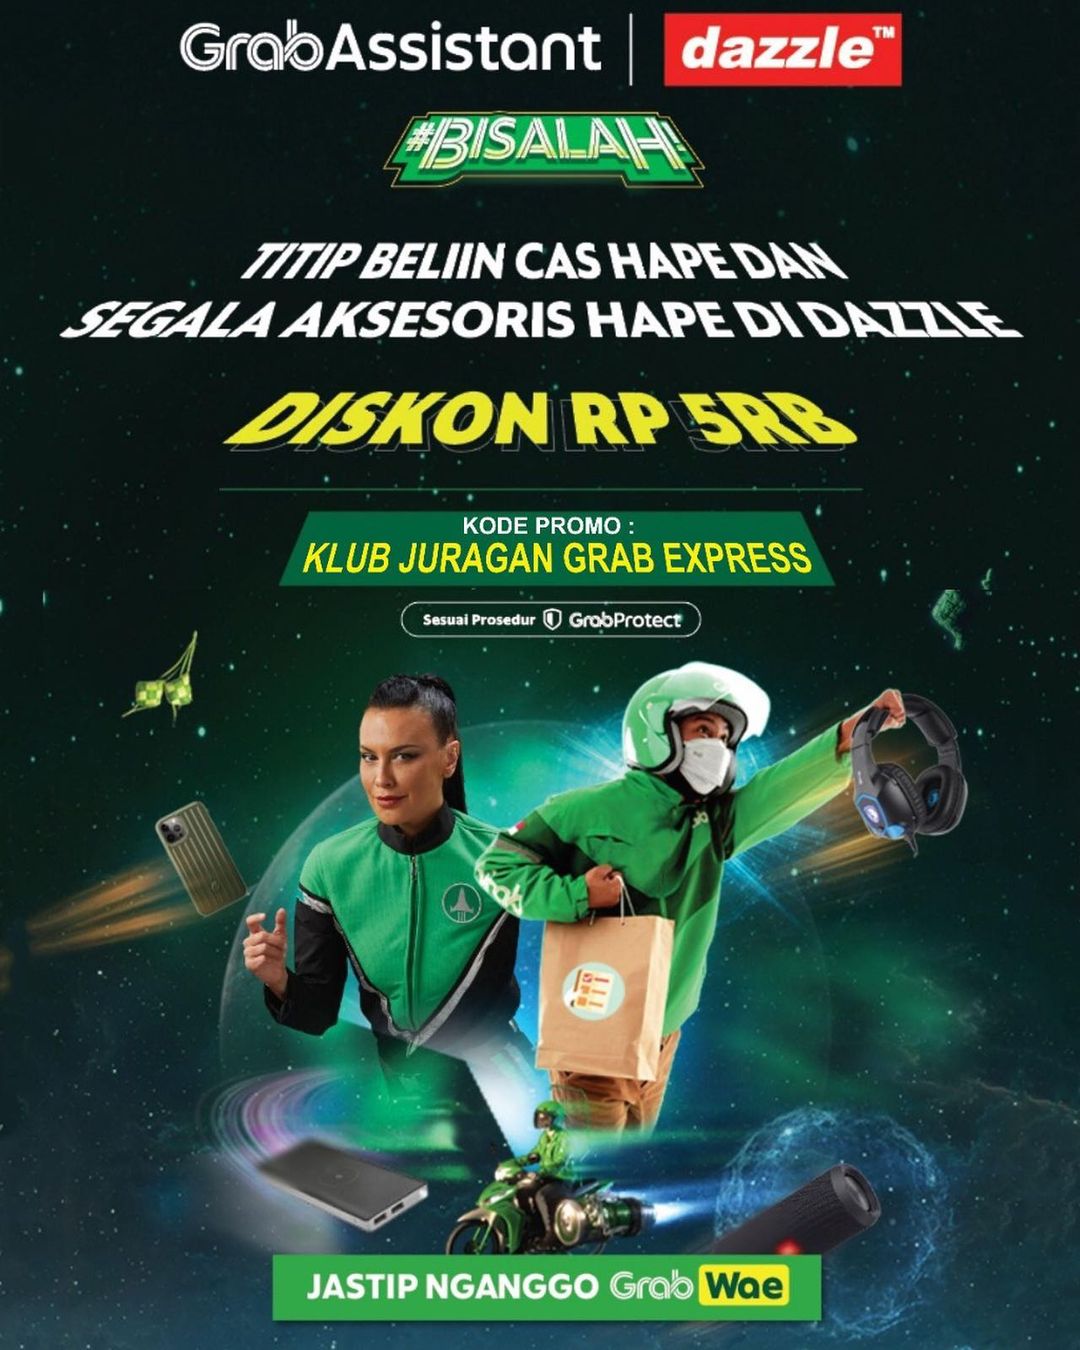 GrabAssistant | dazzle™
#BISALAH!
TITIP BELIIN CAS HAPE DAN
SEGALA AKSESORIS HAPE DI DAZZLE
DISKON RP 5RB
KODE PROMO :
KLUB JURAGAN GRAB EXPRESS
Sesuai Prosedur GrabProtect
Grab
JASTIP NGANGGO Grab Wae